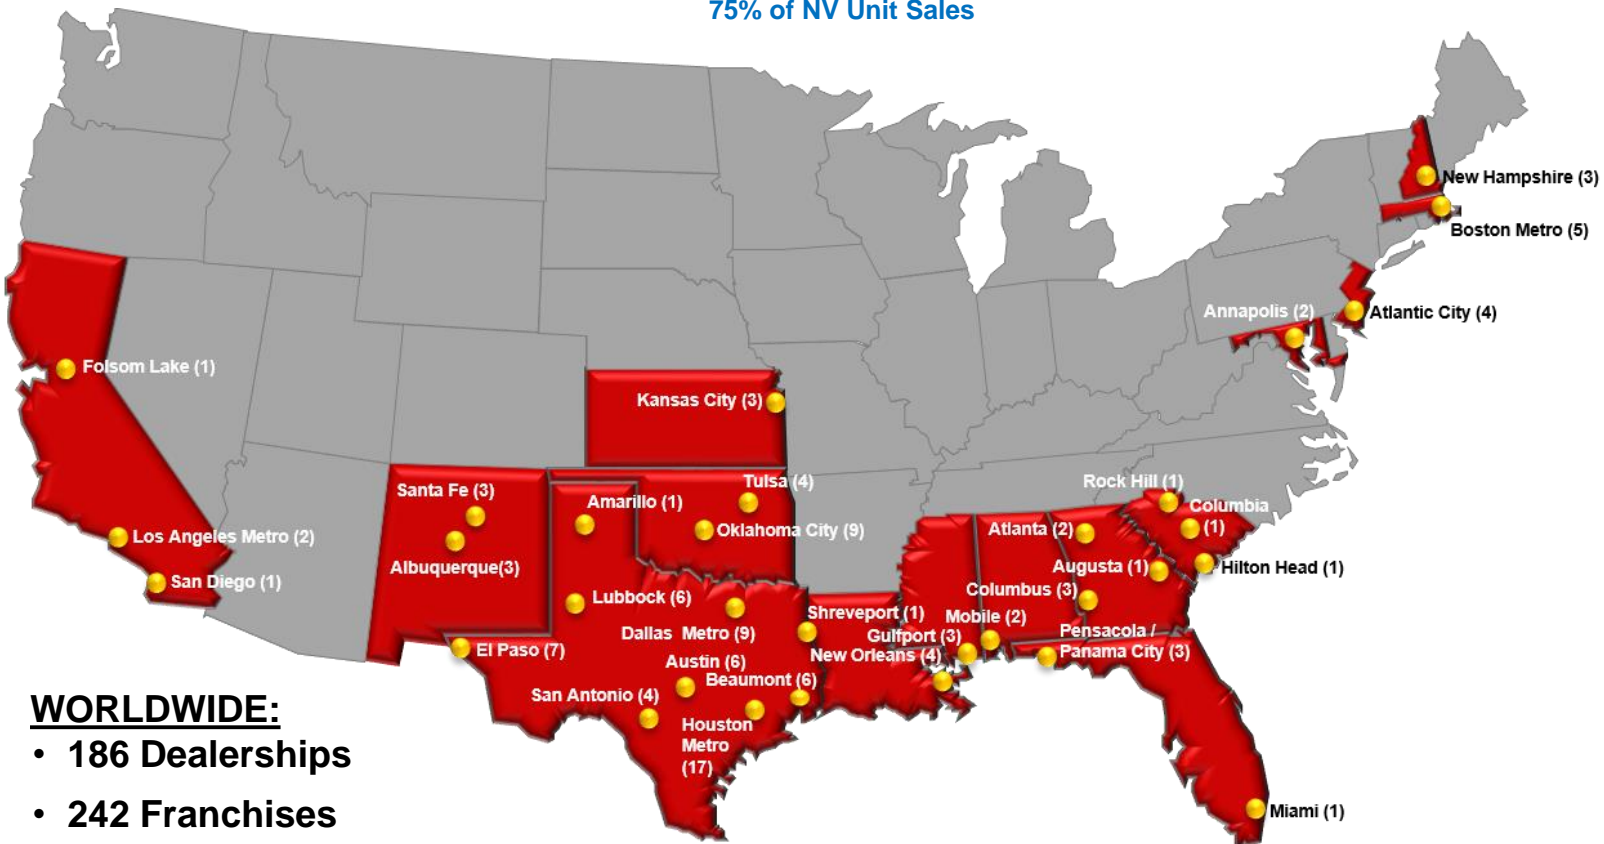 75% of NV Unit Sales
New Hampshire (3)
Boston Metro (5)
Annapolis (2)
Atlantic City (4)
Folsom Lake (1)
Kansas City (3)
Santa Fe (3)
Amarillo (1)
Tulsa (4)
Rock Hill (1)
Columbia
(1)
Los Angeles Metro (2)
Oklahoma City (9)
Atlanta (2)
Albuquerque(3)
Augusta (1)
Hilton Head (1)
San Diego (1)
Lubbock (6)
Columbus (3)
Dallas Metro (9)
Shreveport (1)
Mobile (2)
El Paso (7)
Gulfport (3)
Pensacola /
Panama City (3)
New Orleans (4)
Austin (6)
Beaumont (6)
San Antonio (4)
Houston
Metro
(17)
Miami (1)
WORLDWIDE:
• 186 Dealerships
• 242 Franchises